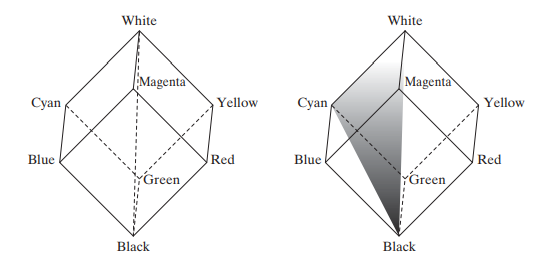 White
Magenta
Cyan
Yellow
Blue
Red
Green
Black
White
Magenta
Cyan
Yellow
Blue
Red
Green
Black